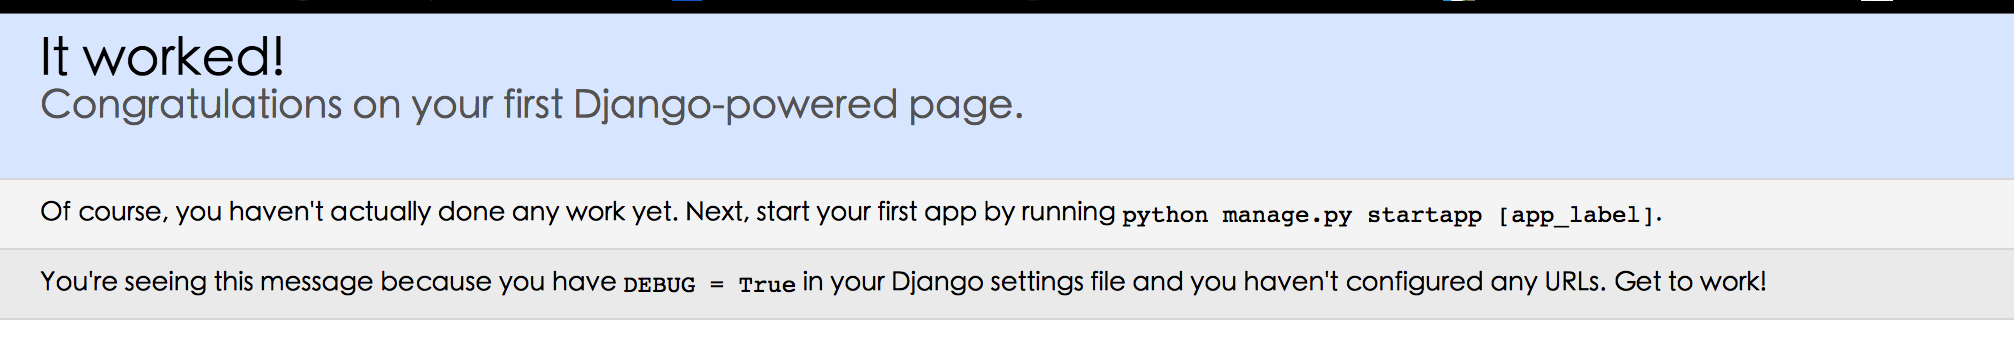 It worked!
Congratulations on your first Django-powered page.
Of course, you haven't actually done any work yet. Next, start your first app by running python manage.py startapp [app_label].
You're seeing this message because you have DEBUG = True in your Django settings file and you haven't configured any URLs. Get to work!